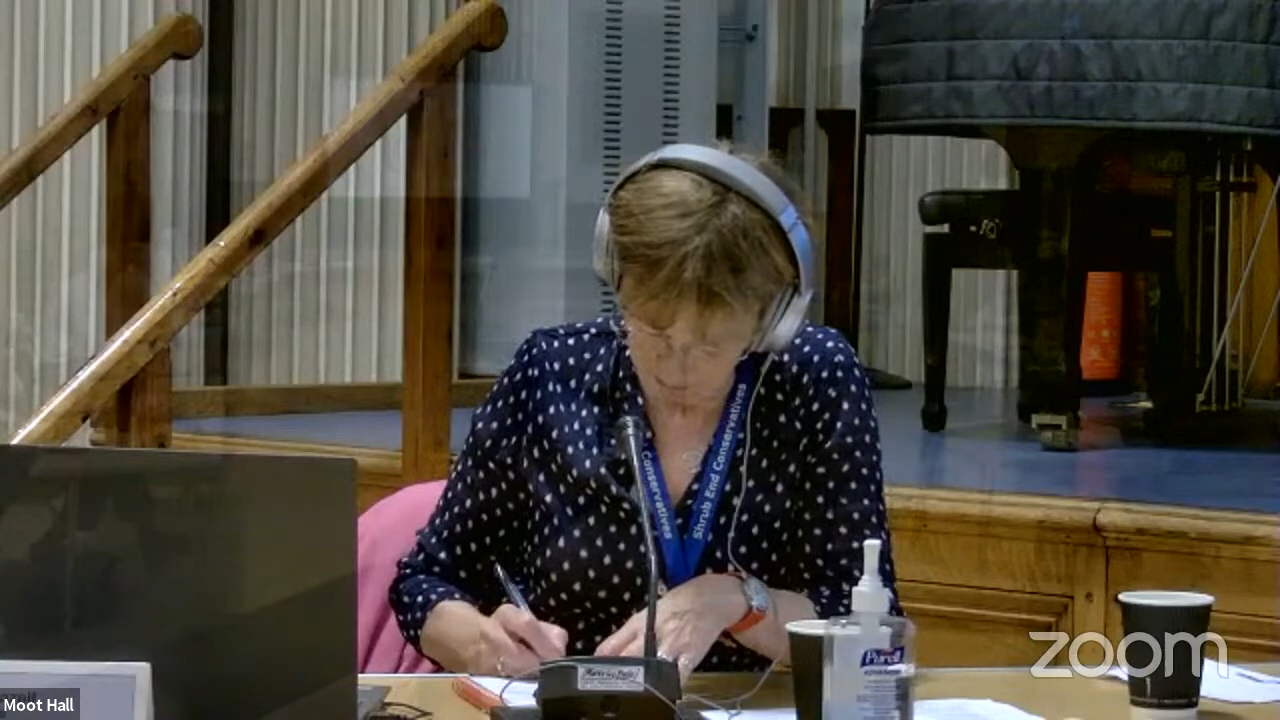 Conservatives
Shrub End Conservatives
Purell
zoom
Moot Hall